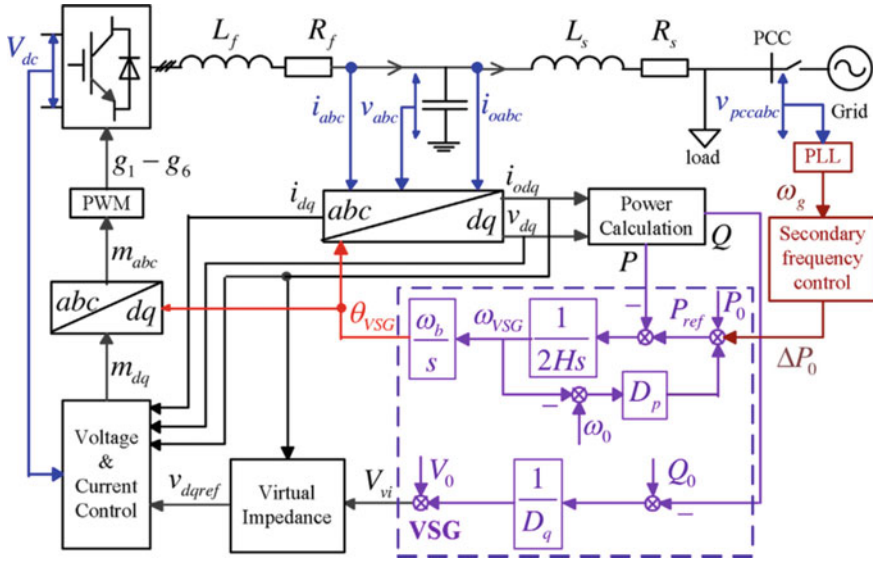 L_f
R_f
L_s
R_s
PCC
V_dc
i_abc
v_abc
i_oabc
v_pccabc
Grid
load
PLL
g_1 − g_6
i_dq
i_odq
ω_g
PWM
abc
dq
v_dq
Power
Calculation
Q
Secondary
frequency
control
m_abc
P
abc
dq
θ_VSG
ω_b
s
ω_VSG
1
2Hs
−
P_ref
P_0
ΔP_0
m_dq
−
ω_0
D_p
Voltage
&
Current
Control
v_dqref
Virtual
Impedance
V_vi
V_0
VSG
1
D_q
Q_0
−